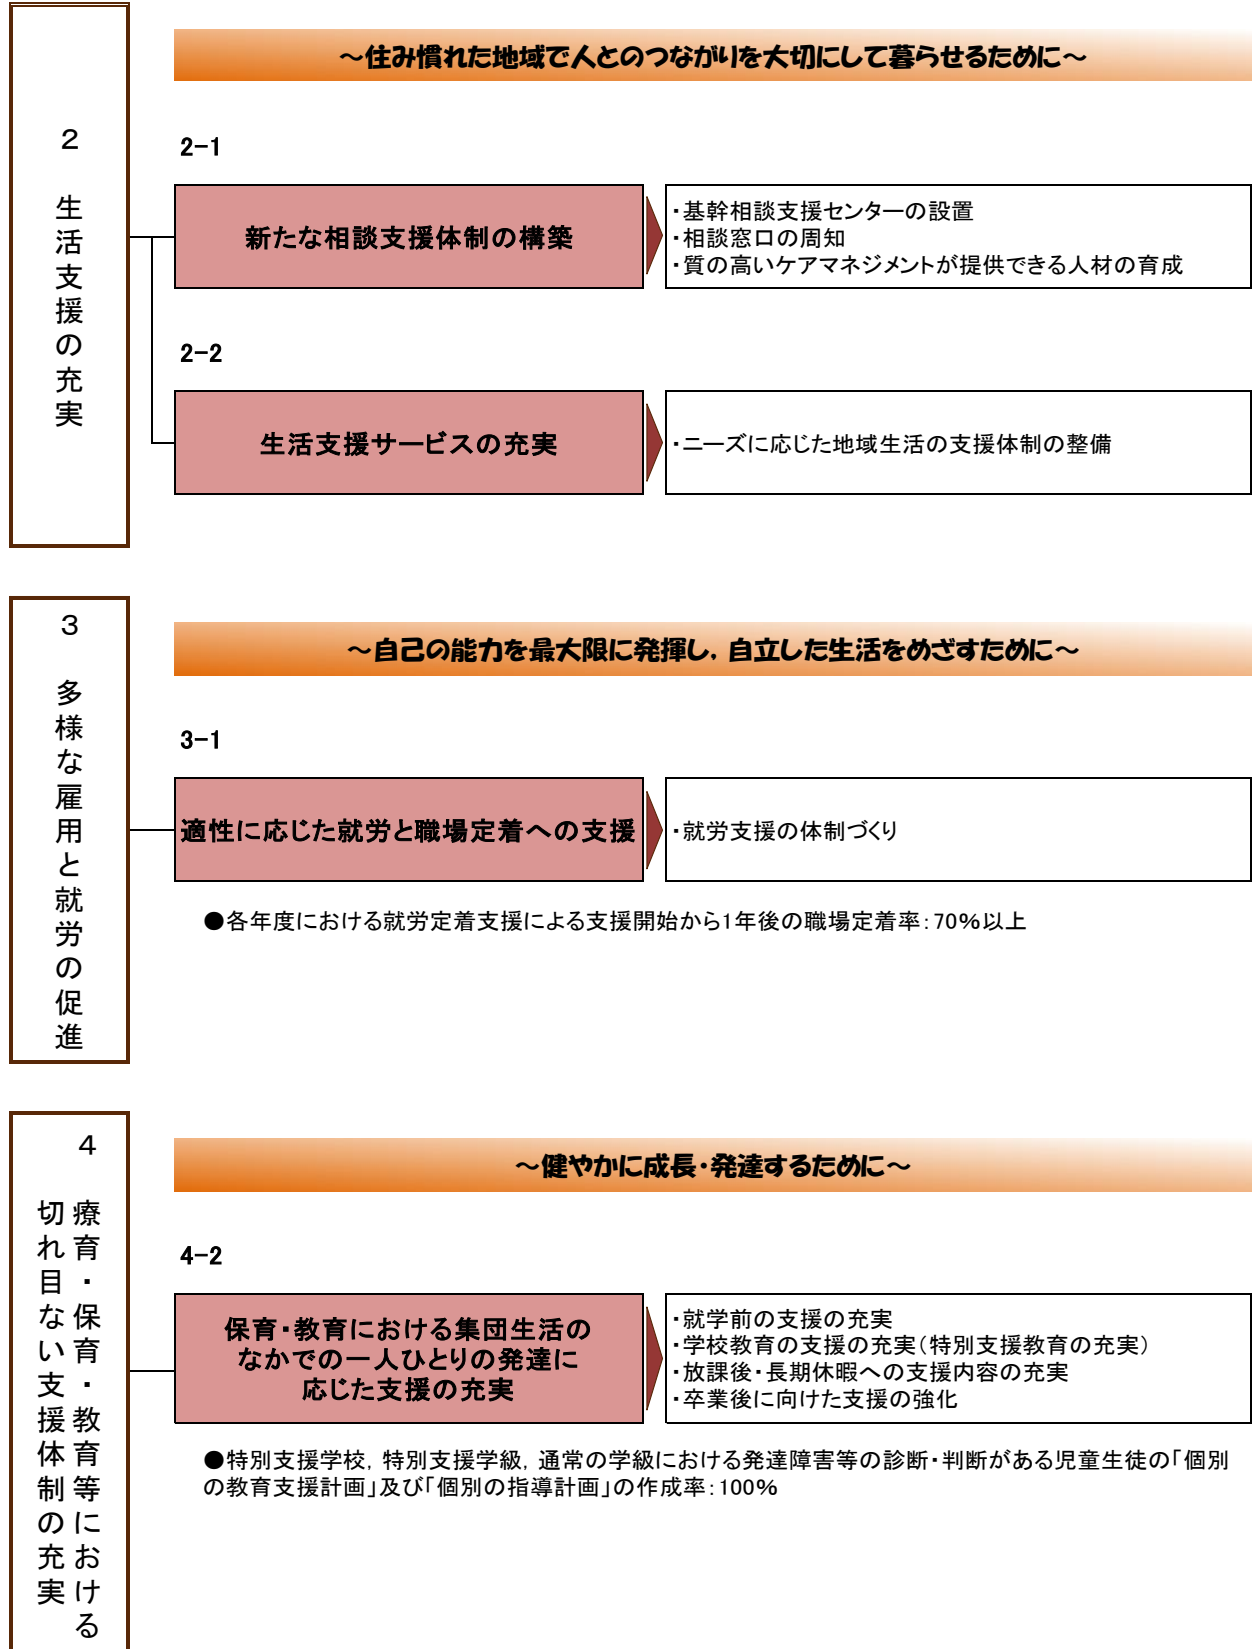 2 生活支援の充実
～住み慣れた地域で人とのつながりを大切にして暮らせるために～
2-1
新たな相談支援体制の構築
・基幹相談支援センターの設置
・相談窓口の周知
・質の高いケアマネジメントが提供できる人材の育成
2-2
生活支援サービスの充実
・ニーズに応じた地域生活の支援体制の整備
3 多様な雇用と就労の促進
～自己の能力を最大限に発揮し，自立した生活をめざすために～
3-1
適性に応じた就労と職場定着への支援
・就労支援の体制づくり
●各年度における就労定着支援による支援開始から1年後の職場定着率：70％以上
4 療育・保育・教育等における
切れ目ない支援体制の充実
～健やかに成長・発達するために～
4-2
保育・教育における集団生活の
なかでの一人ひとりの発達に
応じた支援の充実
・就学前の支援の充実
・学校教育の支援の充実（特別支援教育の充実）
・放課後・長期休暇への支援内容の充実
・卒業後に向けた支援の強化
●特別支援学校，特別支援学級，通常の学級における発達障害等の診断・判断がある児童生徒の「個別
の教育支援計画」及び「個別の指導計画」の作成率：100％